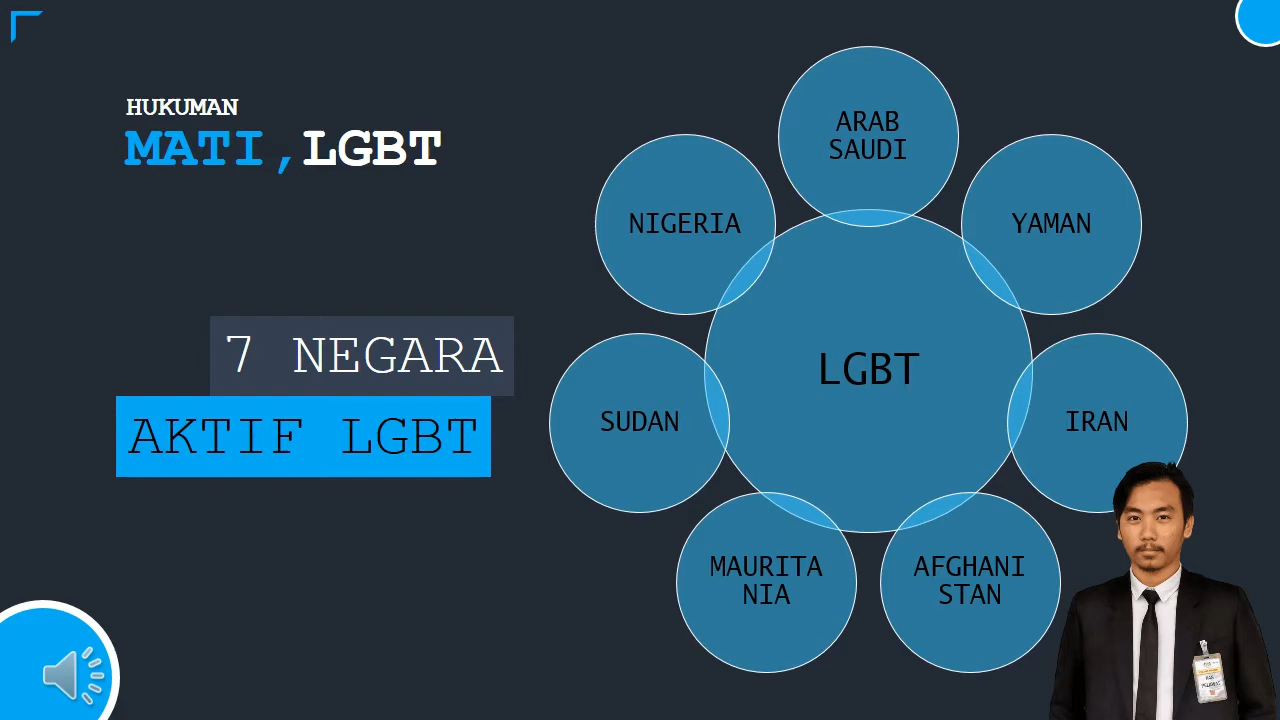 HUKUMAN
MATI,LGBT
7 NEGARA
AKTIF LGBT
ARAB
SAUDI
NIGERIA
YAMAN
LGBT
SUDAN
IRAN
MAURITA
NIA
AFGHANI
STAN